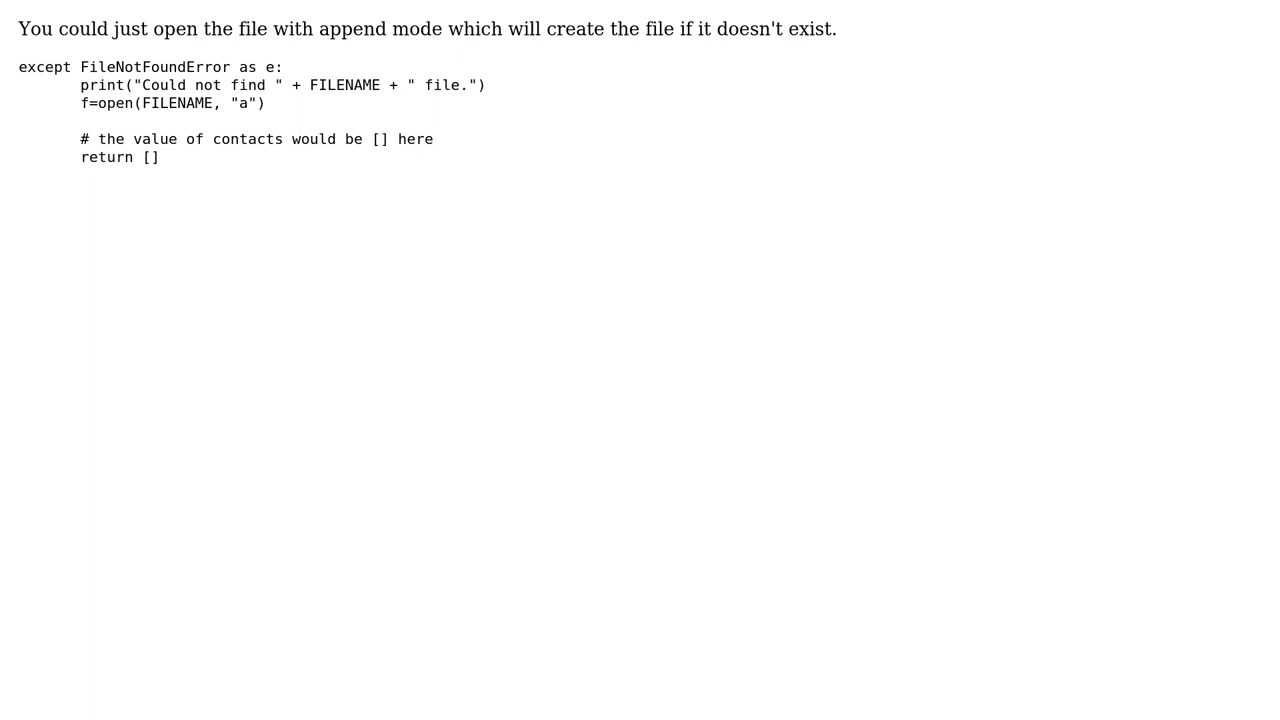 You could just open the file with append mode which will create the file if it doesn't exist.
except FileNotFoundError as e:
       print("Could not find " + FILENAME + " file.")
       f=open(FILENAME, "a")

       # the value of contacts would be [] here
       return []